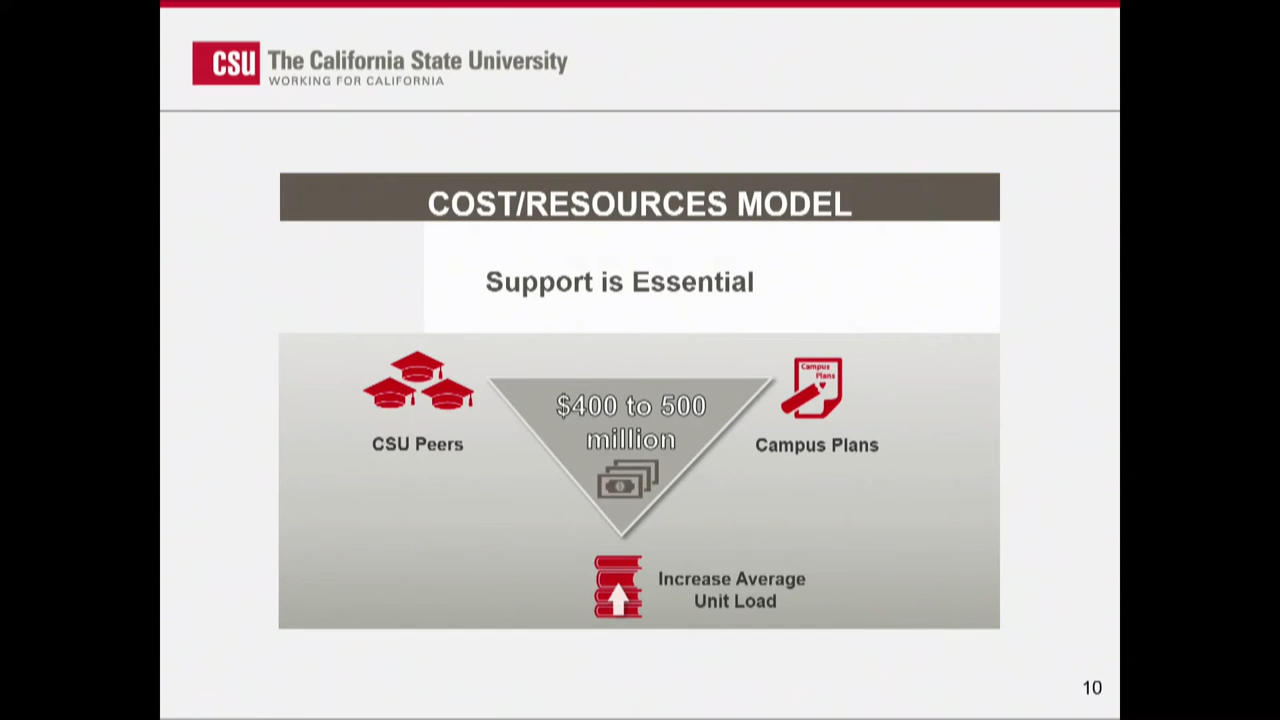 CSU The California State University
WORKING FOR CALIFORNIA
COST/RESOURCES MODEL
Support is Essential
$400 to 500
million
CSU Peers
Campus
Plans
Campus Plans
Increase Average
Unit Load
10